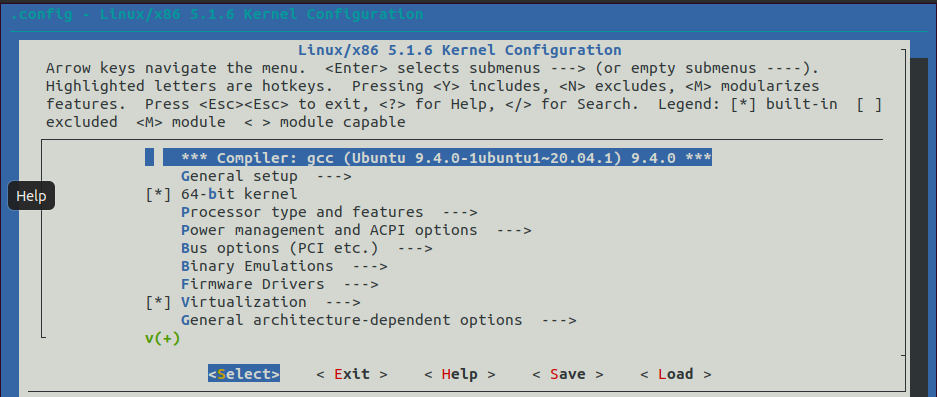 .config - Linux/x86 5.1.6 Kernel Configuration
Linux/x86 5.1.6 Kernel Configuration
Arrow keys navigate the menu.  <Enter> selects submenus ---> (or empty submenus ----).
Highlighted letters are hotkeys.  Pressing <Y> includes, <N> excludes, <M> modularizes
features.  Press <Esc><Esc> to exit, <?> for Help, </> for Search.  Legend: [*] built-in  [ ]
excluded  <M> module  < > module capable
*** Compiler: gcc (Ubuntu 9.4.0-1ubuntu1~20.04.1) 9.4.0 ***
General setup  --->
[*] 64-bit kernel
Help
Processor type and features  --->
Power management and ACPI options  --->
Bus options (PCI etc.)  --->
Binary Emulations  --->
Firmware Drivers  --->
[*] Virtualization  --->
General architecture-dependent options  --->
v(+)
<Select>    < Exit >    < Help >    < Save >    < Load >